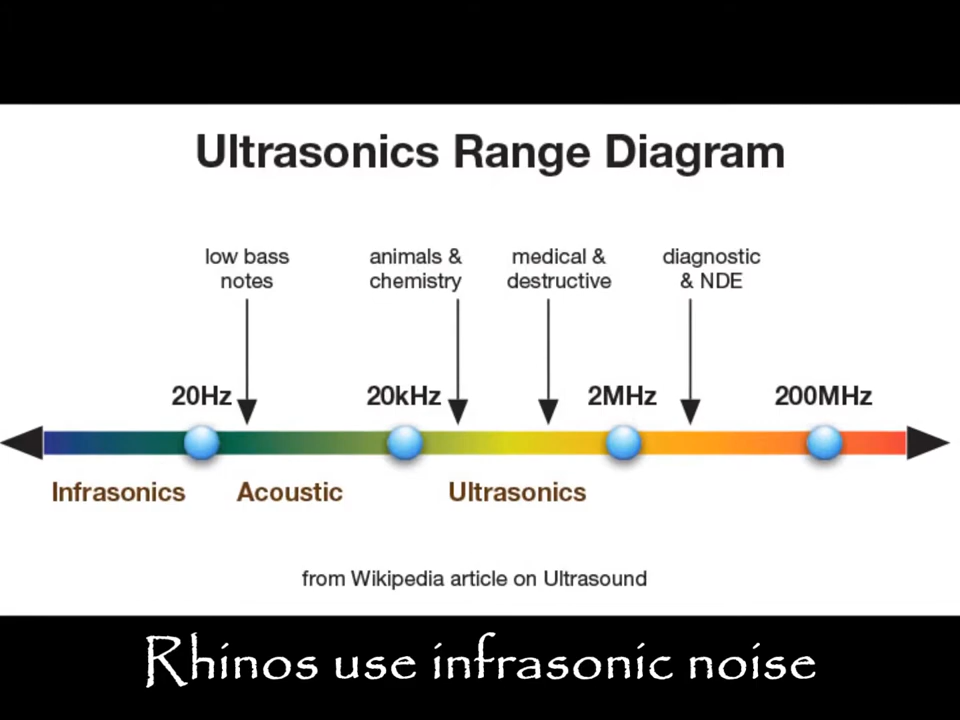 Ultrasonics Range Diagram
low bass
notes
animals &
chemistry
medical &
destructive
diagnostic
& NDE
20Hz
20kHz
2MHz
200MHz
Infrasonics
Acoustic
Ultrasonics
from Wikipedia article on Ultrasound
Rhinos use infrasonic noise